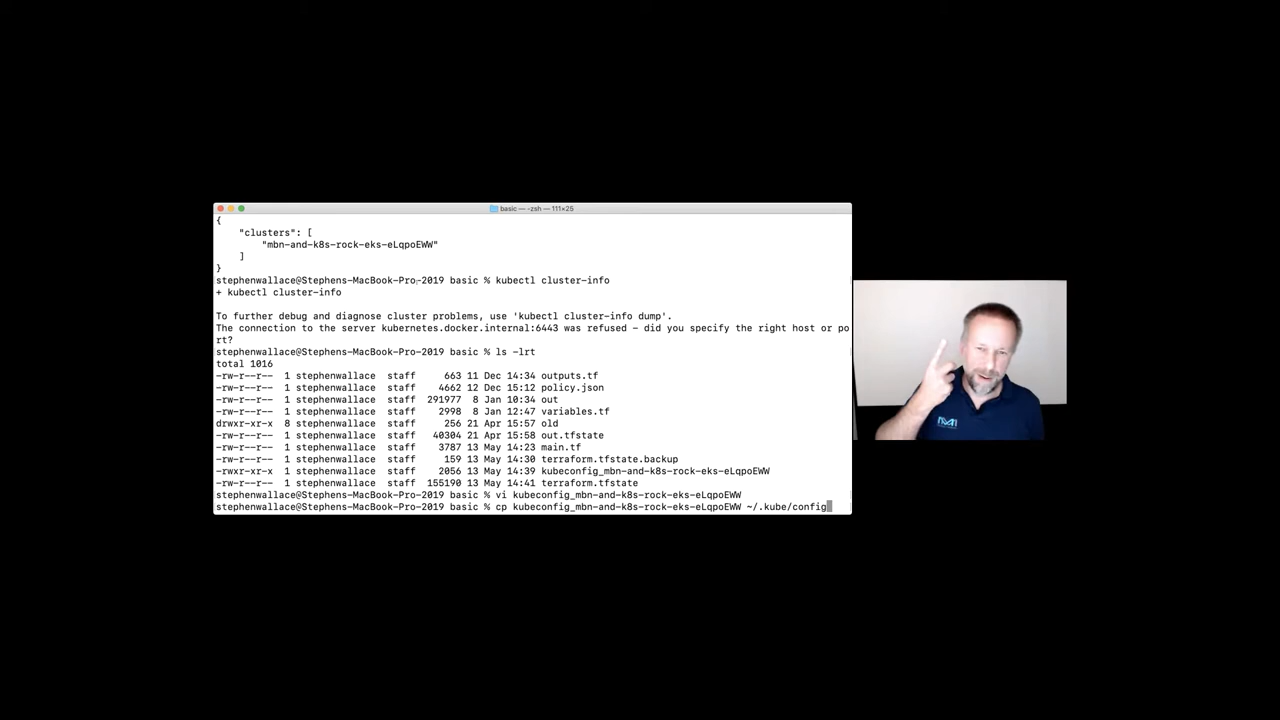 basic — -zsh — 111×25
{
"clusters": [
"mbn-and-k8s-rock-eks-eLqpoEWW"
]
}
stephenwallace@Stephens-MacBook-Pro-2019 basic % kubectl cluster-info
+ kubectl cluster-info
To further debug and diagnose cluster problems, use 'kubectl cluster-info dump'.
The connection to the server kubernetes.docker.internal:6443 was refused - did you specify the right host or po
rt?
stephenwallace@Stephens-MacBook-Pro-2019 basic % ls -lrt
total 1016
-rw-r--r-- 1 stephenwallace staff 663 11 Dec 14:34 outputs.tf
-rw-r--r-- 1 stephenwallace staff 4662 12 Dec 15:12 policy.json
-rw-r--r-- 1 stephenwallace staff 291977 8 Jan 10:34 out
-rw-r--r-- 1 stephenwallace staff 2998 8 Jan 12:47 variables.tf
drwxr-xr-x 8 stephenwallace staff 256 21 Apr 15:57 old
-rw-r--r-- 1 stephenwallace staff 40304 21 Apr 15:58 out.tfstate
-rw-r--r-- 1 stephenwallace staff 3787 13 May 14:23 main.tf
-rw-r--r-- 1 stephenwallace staff 159 13 May 14:30 terraform.tfstate.backup
-rwxr-xr-x 1 stephenwallace staff 2056 13 May 14:39 kubeconfig_mbn-and-k8s-rock-eks-eLqpoEWW
-rw-r--r-- 1 stephenwallace staff 155190 13 May 14:41 terraform.tfstate
stephenwallace@Stephens-MacBook-Pro-2019 basic % vi kubeconfig_mbn-and-k8s-rock-eks-eLqpoEWW
stephenwallace@Stephens-MacBook-Pro-2019 basic % cp kubeconfig_mbn-and-k8s-rock-eks-eLqpoEWW ~/.kube/config